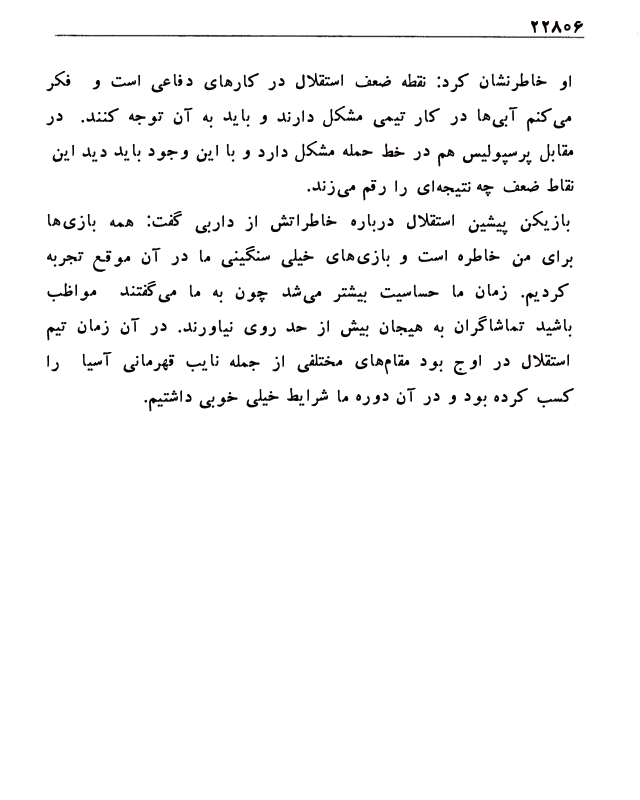 ۲۲۸۰۶
او خاطرنشان کرد: نقطه ضعف استقلال در کارهای دفاعی است و فکر
می‌کنم آبی‌ها در کار تیمی مشکل دارند و باید به آن توجه کنند. در
مقابل پرسپولیس هم در خط حمله مشکل دارد و با این وجود باید دید این
نقاط ضعف چه نتیجه‌ای را رقم می‌زند.
بازیکن پیشین استقلال درباره خاطراتش از داربی گفت: همه بازی‌ها
برای من خاطره است و بازی‌های خیلی سنگینی ما در آن موقع تجربه
کردیم. زمان ما حساسیت بیشتر می‌شد چون به ما می‌گفتند مواظب
باشید تماشاگران به هیجان بیش از حد روی نیاورند. در آن زمان تیم
استقلال در اوج بود مقام‌های مختلفی از جمله نایب قهرمانی آسیا را
کسب کرده بود و در آن دوره ما شرایط خیلی خوبی داشتیم.